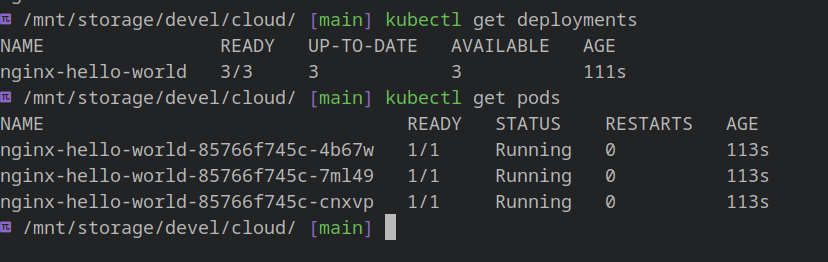 /mnt/storage/devel/cloud/ [main] kubectl get deployments
NAME READY UP-TO-DATE AVAILABLE AGE
nginx-hello-world 3/3 3 3 111s
/mnt/storage/devel/cloud/ [main] kubectl get pods
NAME READY STATUS RESTARTS AGE
nginx-hello-world-85766f745c-4b67w 1/1 Running 0 113s
nginx-hello-world-85766f745c-7ml49 1/1 Running 0 113s
nginx-hello-world-85766f745c-cnxvp 1/1 Running 0 113s
/mnt/storage/devel/cloud/ [main]